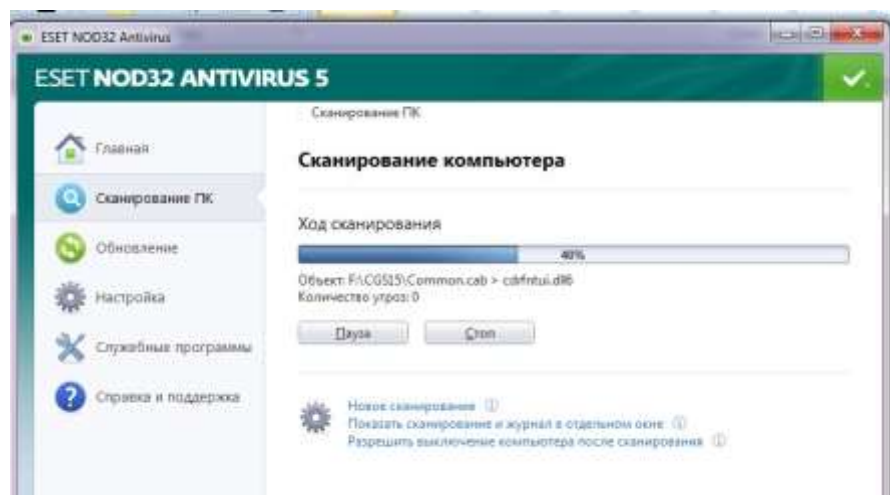 ESET NOD32 Antivirus
ESET NOD32 ANTIVIRUS 5
Сканирование ПК
Главная
Сканирование компьютера
Сканирование ПК
Ход сканирования
Обновление
40%
Объект: F:\CGS15\Common.cab >
Количество угроз: 0
Настройка
Пауза
Стоп
Служебные программы
Справка и поддержка
Новое сканирование
Показать сканирование и журнал в отдельном окне
Разрешить выключение компьютера после сканирования